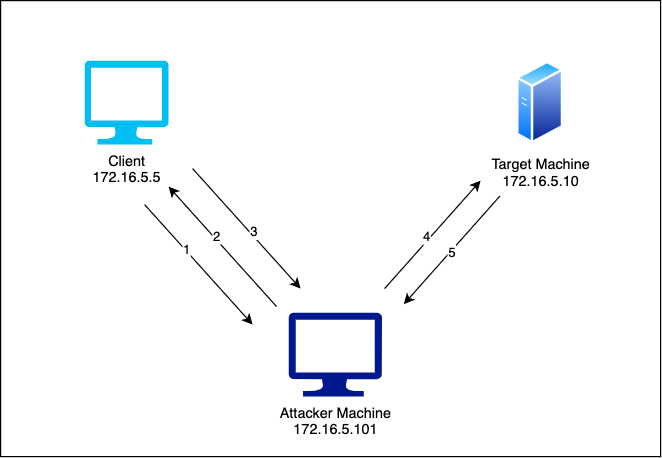 Client
172.16.5.5
Target Machine
172.16.5.10
1
2
3
4
5
Attacker Machine
172.16.5.101